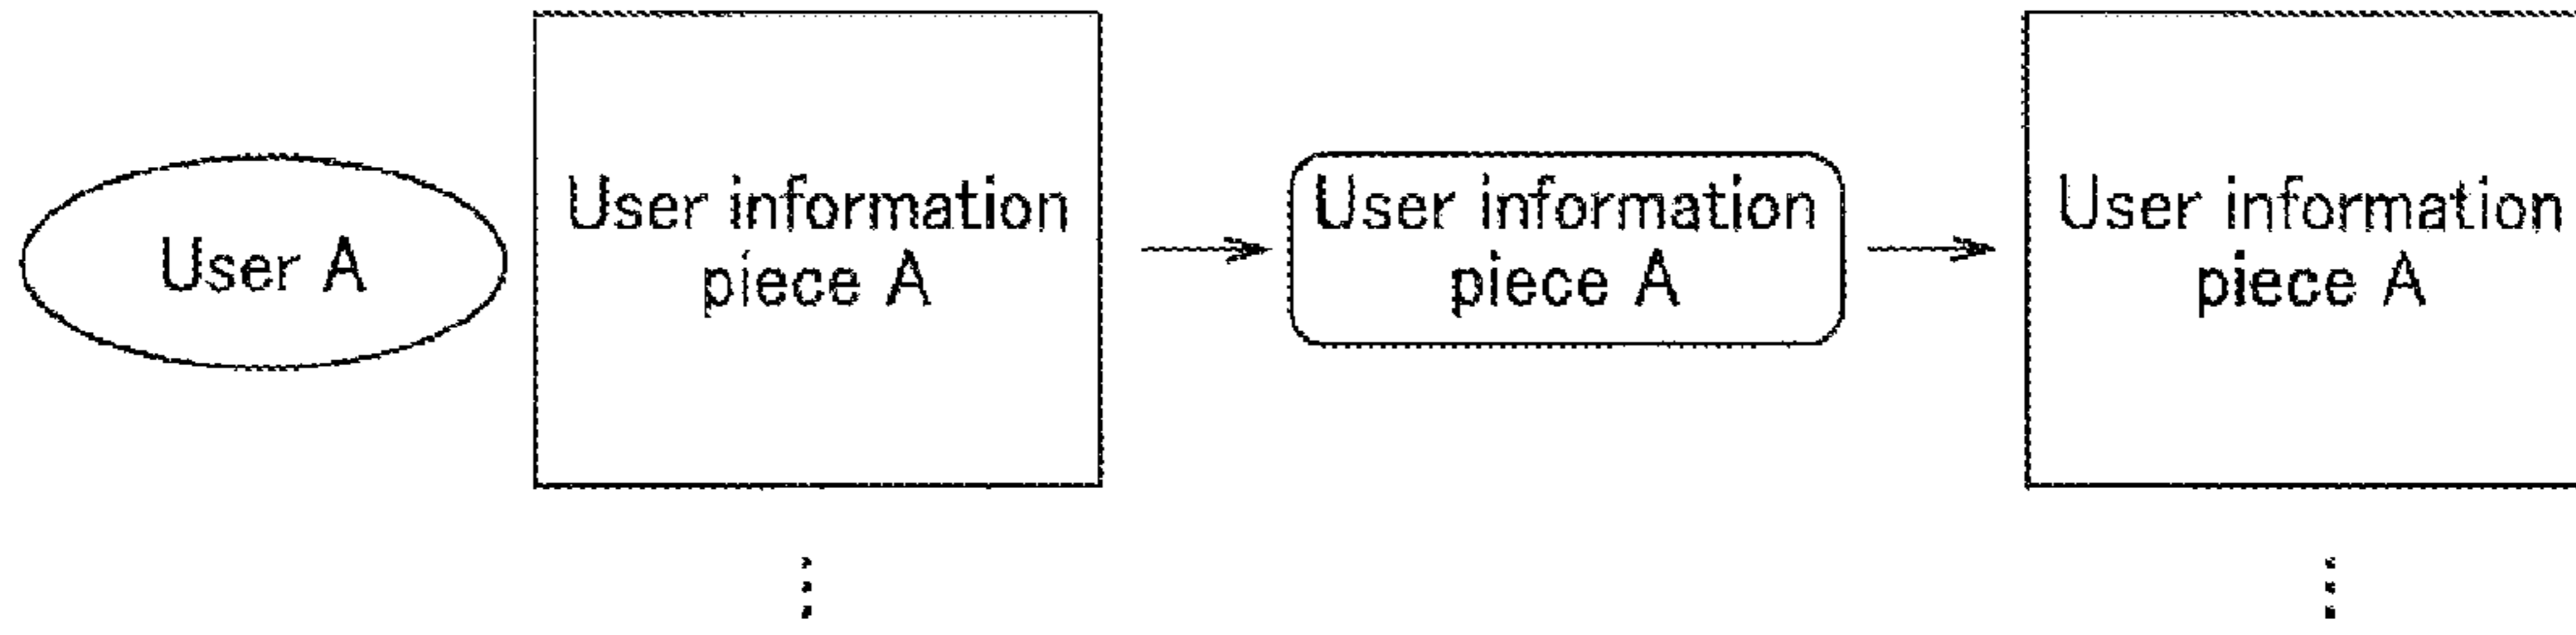 User A
User information
piece A
User information
piece A
User information
piece A